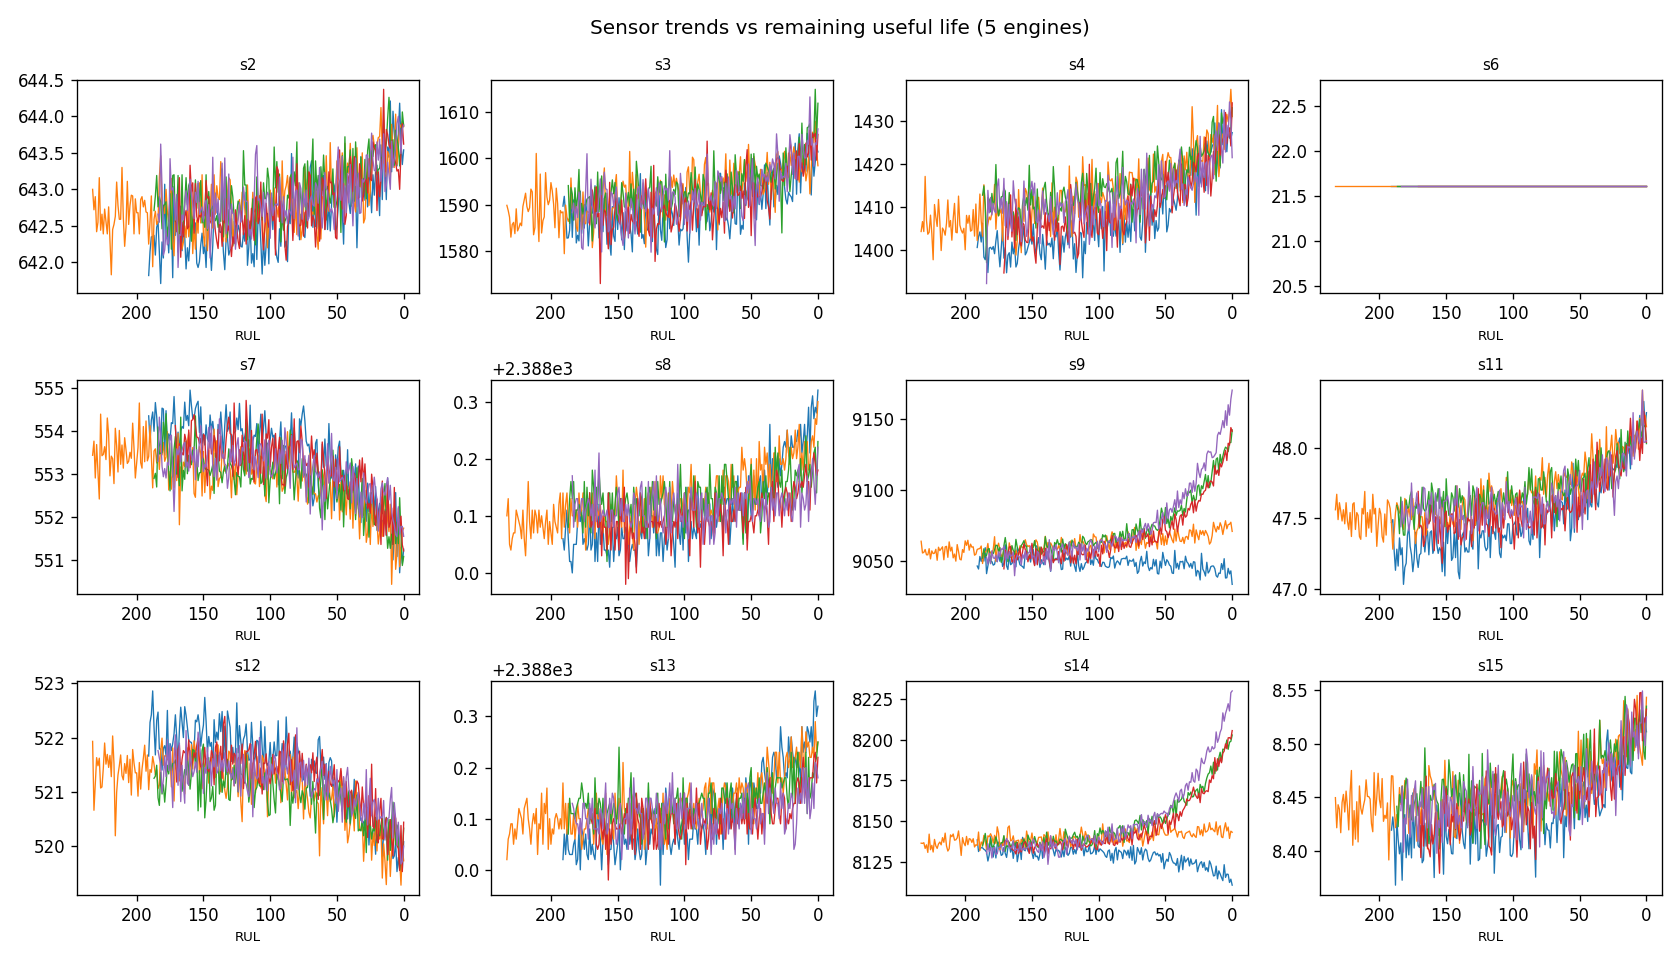 Sensor trends vs remaining useful life (5 engines)
s2 s3 s4 s6
644.5
644.0
643.5
643.0
642.5
642.0
200 150 100 50 0
RUL
1610
1600
1590
1580
200 150 100 50 0
RUL
1430
1420
1410
1400
200 150 100 50 0
RUL
22.5
22.0
21.5
21.0
20.5
200 150 100 50 0
RUL
s7
555
554
553
552
551
200 150 100 50 0
RUL
s8
+2.388e3
0.3
0.2
0.1
0.0
200 150 100 50 0
RUL
s9
9150
9100
9050
200 150 100 50 0
RUL
s11
48.0
47.5
47.0
200 150 100 50 0
RUL
s12
523
522
521
520
200 150 100 50 0
RUL
+2.388e3 s13
0.3
0.2
0.1
0.0
200 150 100 50 0
RUL
s14
8225
8200
8175
8150
8125
200 150 100 50 0
RUL
s15
8.55
8.50
8.45
8.40
200 150 100 50 0
RUL